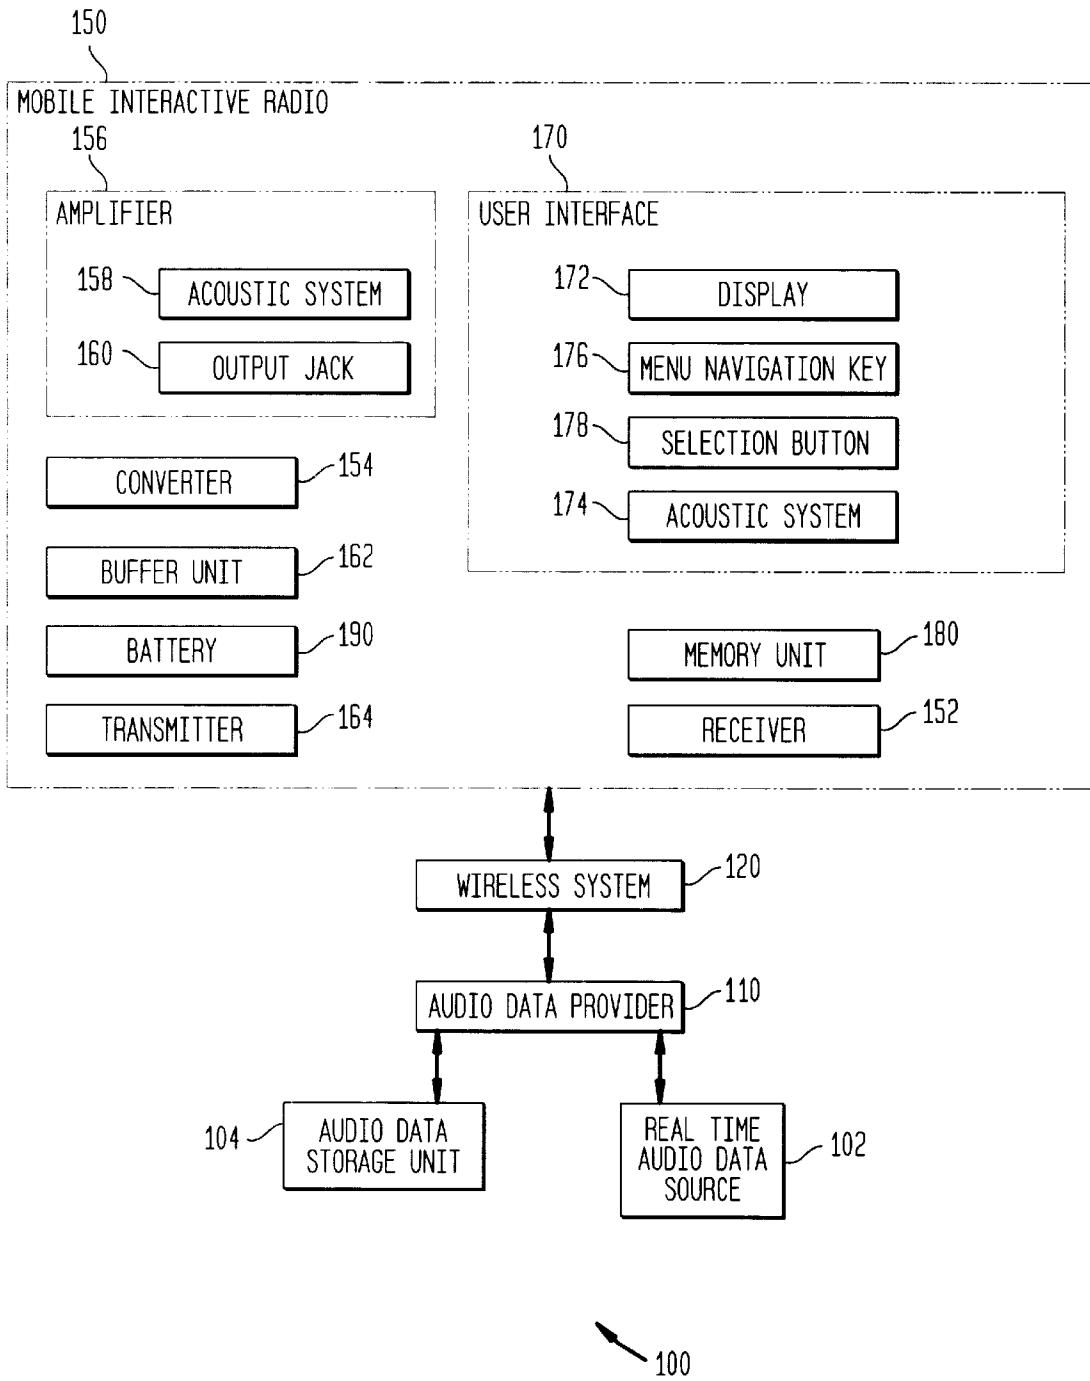 150
MOBILE INTERACTIVE RADIO
156
170
AMPLIFIER
USER INTERFACE
158
ACOUSTIC SYSTEM
172
DISPLAY
160
OUTPUT JACK
176
MENU NAVIGATION KEY
178
SELECTION BUTTON
CONVERTER
154
174
ACOUSTIC SYSTEM
BUFFER UNIT
162
BATTERY
190
MEMORY UNIT
180
TRANSMITTER
164
RECEIVER
152
WIRELESS SYSTEM
120
AUDIO DATA PROVIDER
110
104
AUDIO DATA
STORAGE UNIT
REAL TIME
AUDIO DATA
SOURCE
102
100